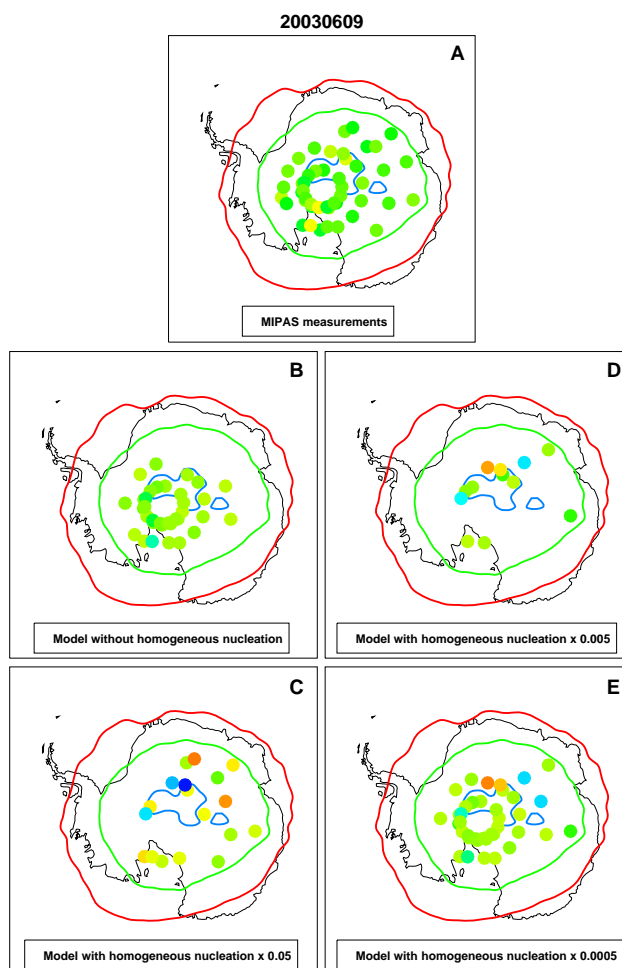 20030609
A
MIPAS measurements
B
Model without homogeneous nucleation
D
Model with homogeneous nucleation x 0.005
C
Model with homogeneous nucleation x 0.05
E
Model with homogeneous nucleation x 0.0005